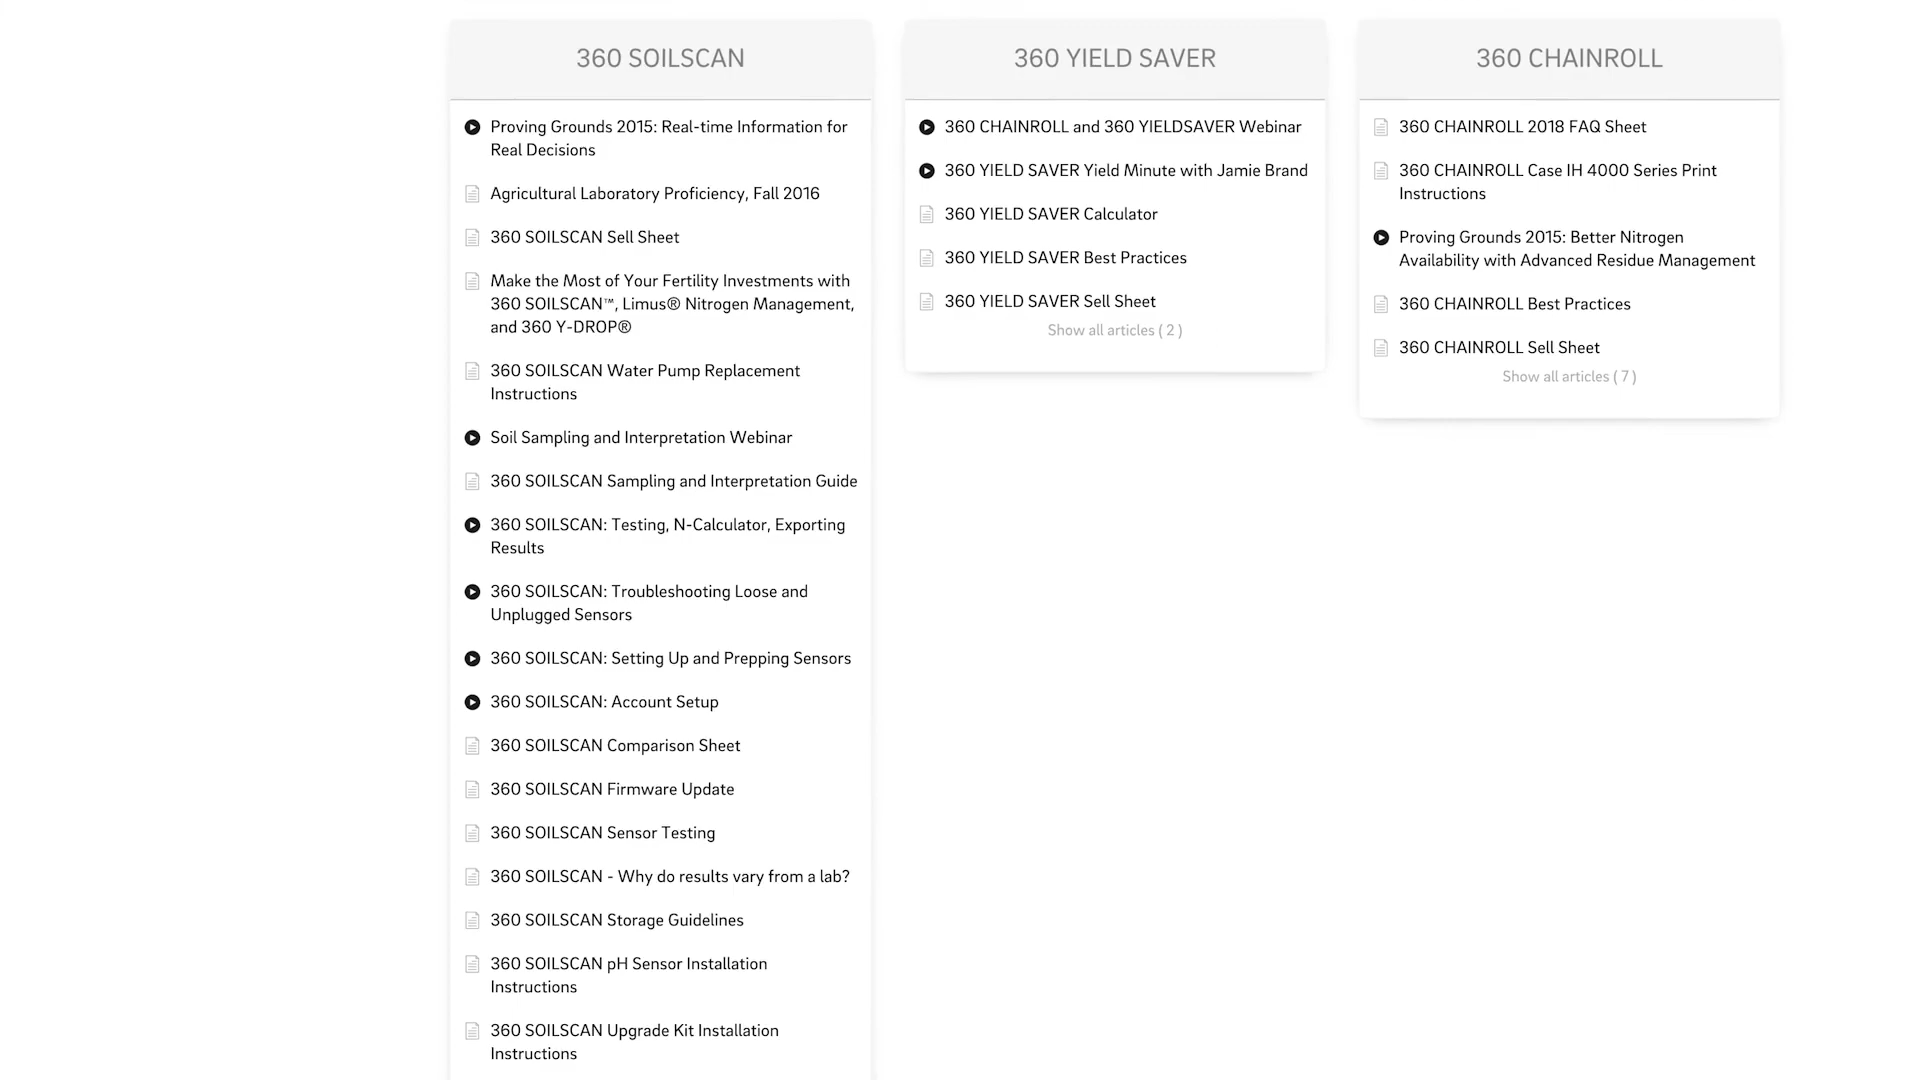 360 SOILSCAN
Proving Grounds 2015: Real-time Information for
Real Decisions
Agricultural Laboratory Proficiency, Fall 2016
360 SOILSCAN Sell Sheet
Make the Most of Your Fertility Investments with
360 SOILSCAN™, Limus® Nitrogen Management,
and 360 Y-DROP®
360 SOILSCAN Water Pump Replacement
Instructions
Soil Sampling and Interpretation Webinar
360 SOILSCAN Sampling and Interpretation Guide
360 SOILSCAN: Testing, N-Calculator, Exporting
Results
360 SOILSCAN: Troubleshooting Loose and
Unplugged Sensors
360 SOILSCAN: Setting Up and Prepping Sensors
360 SOILSCAN: Account Setup
360 SOILSCAN Comparison Sheet
360 SOILSCAN Firmware Update
360 SOILSCAN Sensor Testing
360 SOILSCAN - Why do results vary from a lab?
360 SOILSCAN Storage Guidelines
360 SOILSCAN pH Sensor Installation
Instructions
360 SOILSCAN Upgrade Kit Installation
Instructions
360 YIELD SAVER
360 CHAINROLL and 360 YIELDSAVER Webinar
360 YIELD SAVER Yield Minute with Jamie Brand
360 YIELD SAVER Calculator
360 YIELD SAVER Best Practices
360 YIELD SAVER Sell Sheet
Show all articles ( 2 )
360 CHAINROLL
360 CHAINROLL 2018 FAQ Sheet
360 CHAINROLL Case IH 4000 Series Print
Instructions
Proving Grounds 2015: Better Nitrogen
Availability with Advanced Residue Management
360 CHAINROLL Best Practices
360 CHAINROLL Sell Sheet
Show all articles ( 7 )